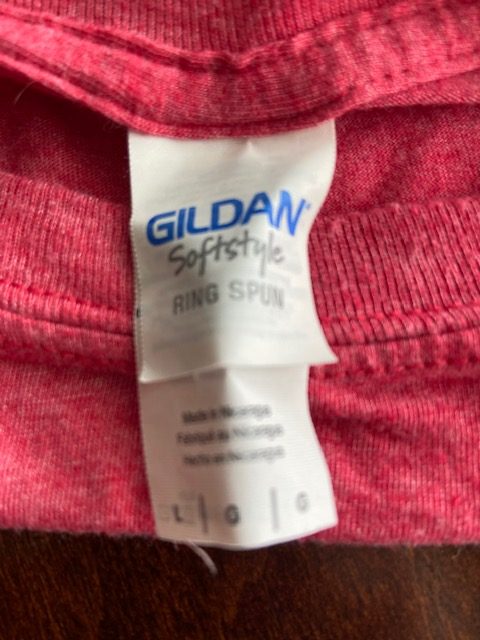 GILDAN
Softstyle
RING SPUN
Made in Nicaragua
Fabriqué au Nicaragua
Hecho en Nicaragua
L | G | G